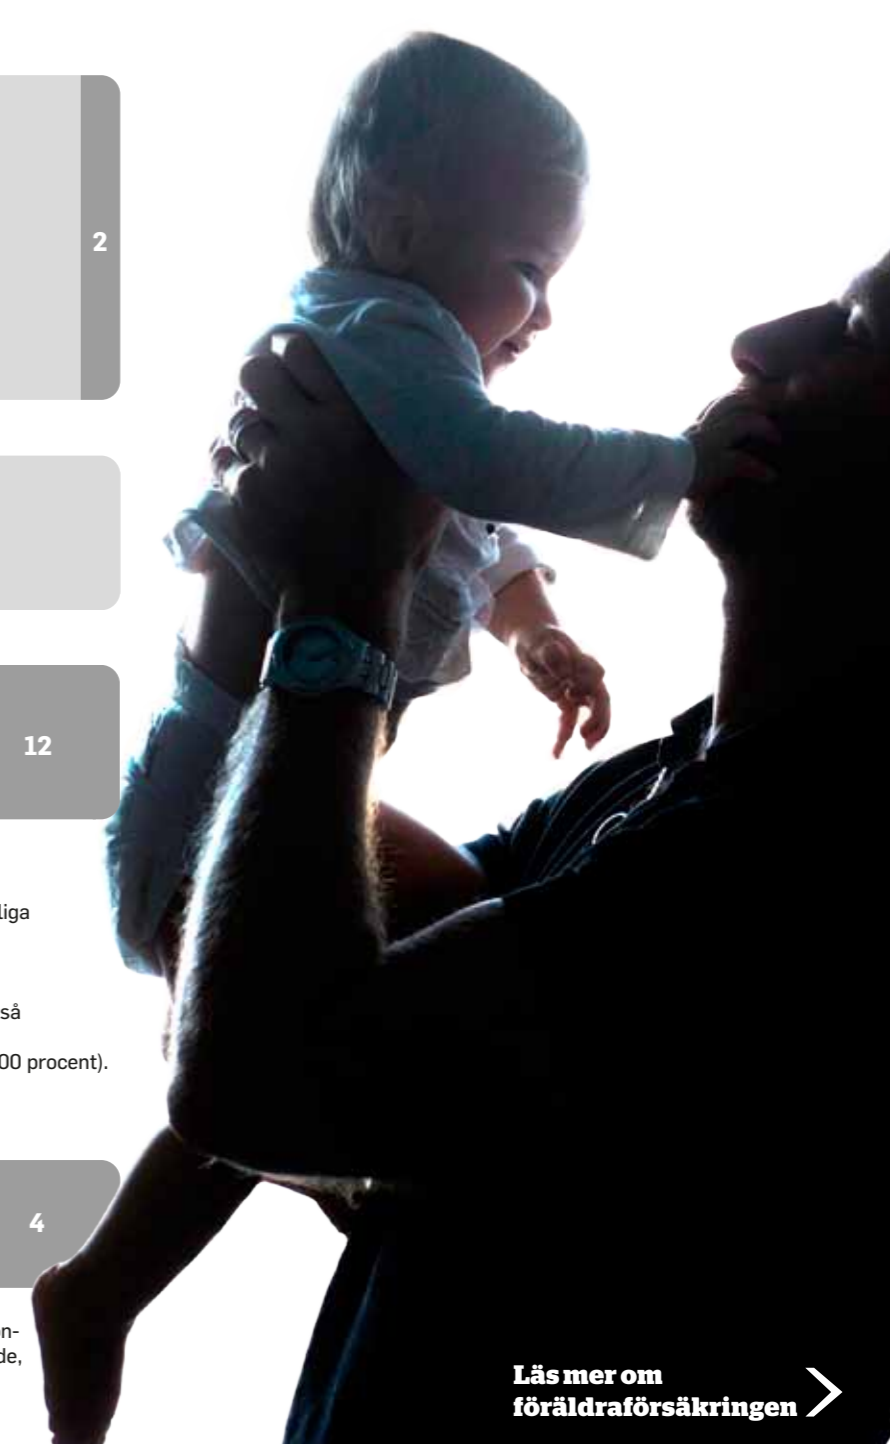 2
12
liga
så
00 procent).
4
n-
de,
Läs mer om
föräldraförsäkringen